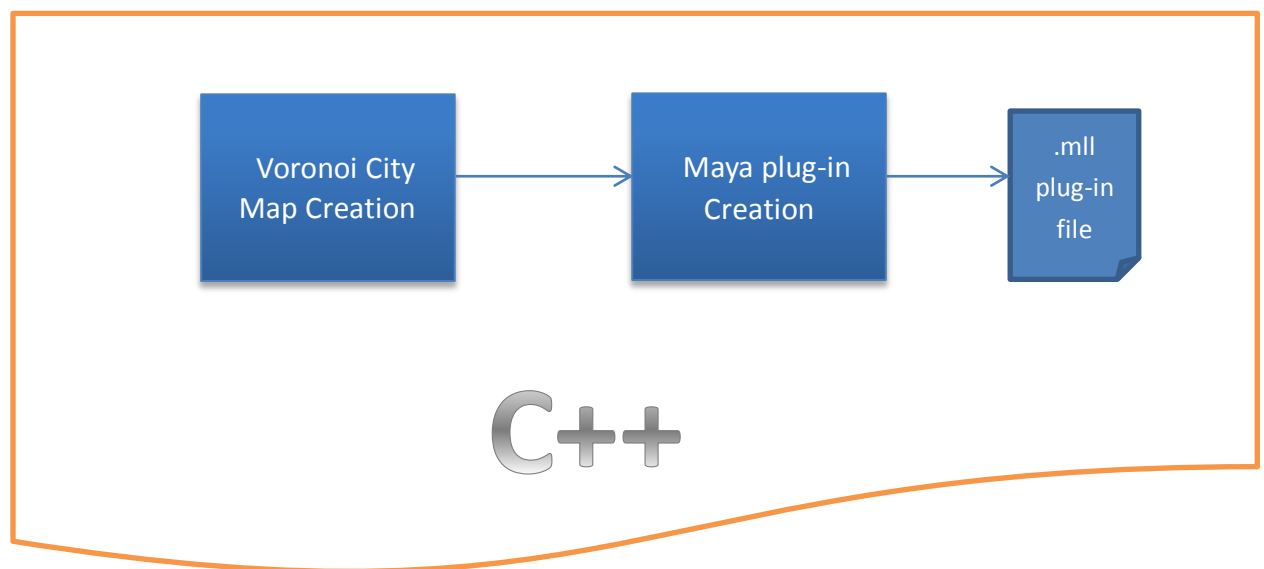 Voronoi City
Map Creation
Maya plug-in
Creation
.mll
plug-in
file
C++